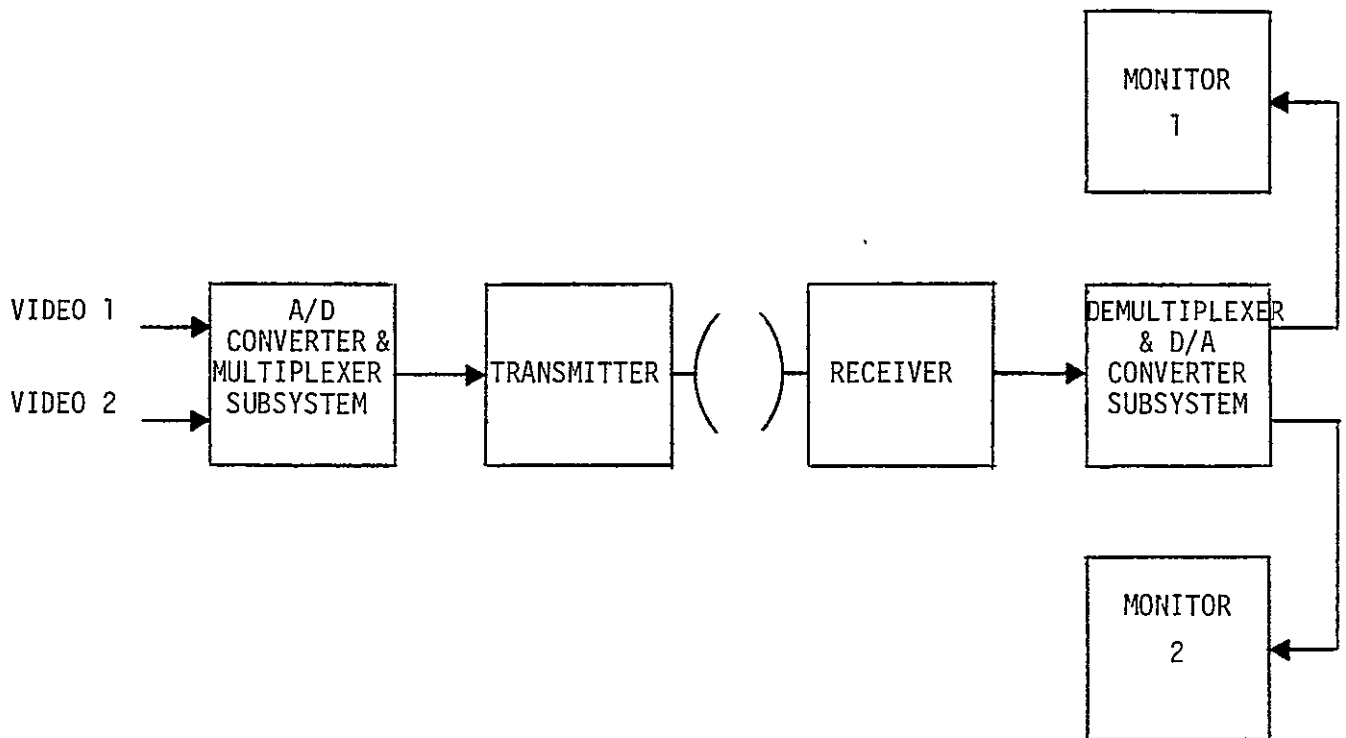 MONITOR
1
VIDEO 1
VIDEO 2
A/D
CONVERTER &
MULTIPLEXER
SUBSYSTEM
TRANSMITTER
RECEIVER
DEMULTIPLEXER
& D/A
CONVERTER
SUBSYSTEM
MONITOR
2